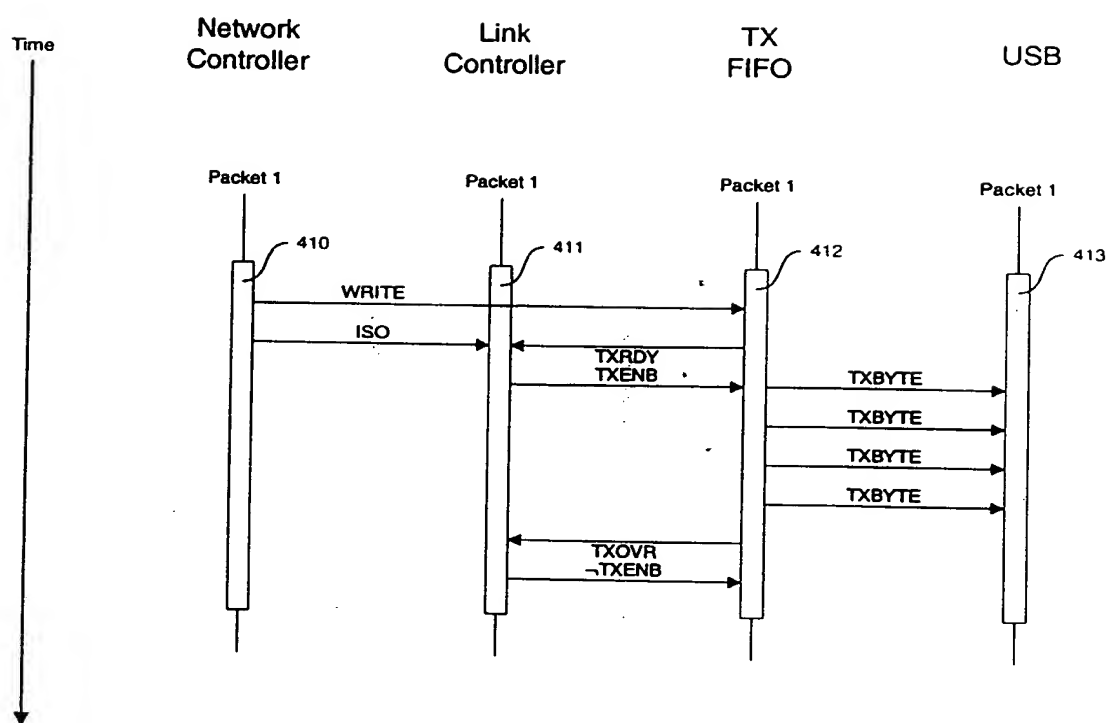 Time
Network
Controller
Link
Controller
TX
FIFO
USB
Packet 1
Packet 1
Packet 1
Packet 1
410
411
412
413
WRITE
ISO
TXRDY
TXENB
TXBYTE
TXBYTE
TXBYTE
TXBYTE
TXOVR
¬TXENB